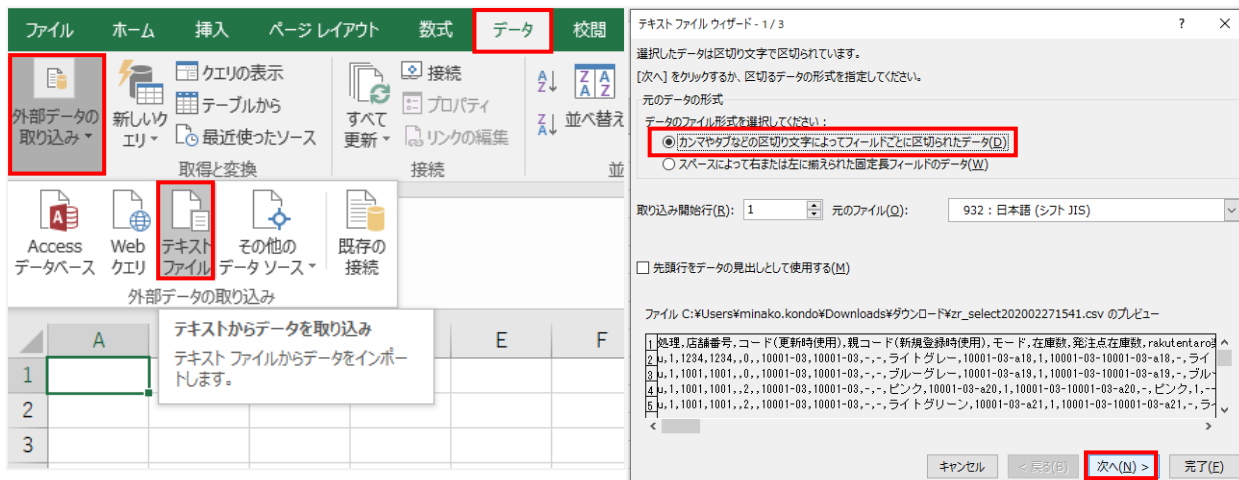 ファイル ホーム 挿入 ページ レイアウト 数式 データ 校閲
外部データの
取り込み
新しいク
エリ
クエリの表示
テーブルから
最近使ったソース
取得と変換
すべて
更新
接続
プロパティ
リンクの編集
接続
並べ替え
並
Access
データベース
Web
クエリ
テキスト
ファイル
その他の
データ ソース
既存の
接続
外部データの取り込み
テキストからデータを取り込み
テキスト ファイルからデータをインポー
トします。
A E F
1
2
3
テキスト ファイル ウィザード - 1 / 3
選択したデータは区切り文字で区切られています。
[次へ] をクリックするか、区切るデータの形式を指定してください。
元のデータの形式
データのファイル形式を選択してください：
カンマやタブなどの区切り文字によってフィールドごとに区切られたデータ(D)
スペースによって右または左に揃えられた固定長フィールドのデータ(W)
取り込み開始行(R): 1 元のファイル(O): 932 : 日本語 (シフト JIS)
先頭行をデータの見出しとして使用する(M)
ファイル C:¥Users¥minako.kondo¥Downloads¥ダウンロード¥zr_select202002271541.csv のプレビュー
1 処理,店舗番号,コード(更新時使用),親コード(新規登録時使用),モード,在庫数,発注点在庫数,rakutentaro
2 u,1,1234,1234,,0,,10001-03,10001-03,-,-,ライトグレー,10001-03-a18,1,10001-03-10001-03-a18,-,ライ
3 u,1,1001,1001,,0,,10001-03,10001-03,-,-,ブルーグレー,10001-03-a19,1,10001-03-10001-03-a19,-,ブル
4 u,1,1001,1001,,2,,10001-03,10001-03,-,-,ピンク,10001-03-a20,1,10001-03-10001-03-a20,-,ピンク,1,--
5 u,1,1001,1001,,2,,10001-03,10001-03,-,-,ライトグリーン,10001-03-a21,1,10001-03-10001-03-a21,-,ラ
キャンセル < 戻る(B) 次へ(N) > 完了(F)